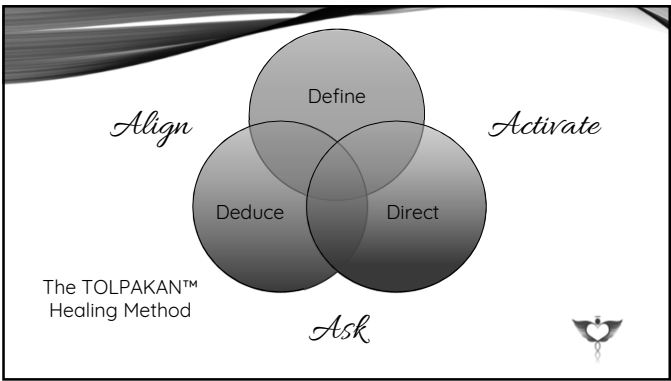 Define
Align
Activate
Deduce
Direct
The TOLPAKAN™
Healing Method
Ask